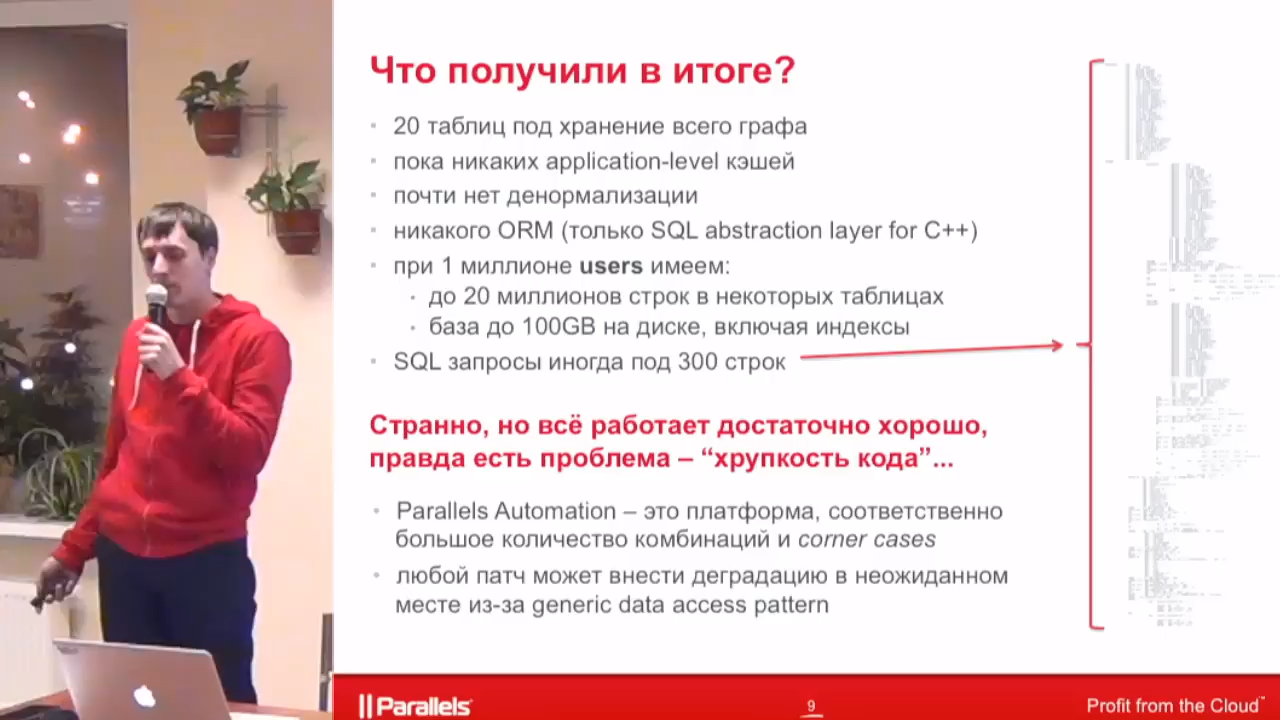 Что получили в итоге?
20 таблиц под хранение всего графа
пока никаких application-level кэшей
почти нет денормализации
никакого ORM (только SQL abstraction layer for C++)
при 1 миллионе users имеем:
до 20 миллионов строк в некоторых таблицах
база до 100GB на диске, включая индексы
SQL запросы иногда под 300 строк
Странно, но всё работает достаточно хорошо,
правда есть проблема – “хрупкость кода”...
Parallels Automation – это платформа, соответственно
большое количество комбинаций и corner cases
любой патч может внести деградацию в неожиданном
месте из-за generic data access pattern
Parallels
9
Profit from the Cloud™